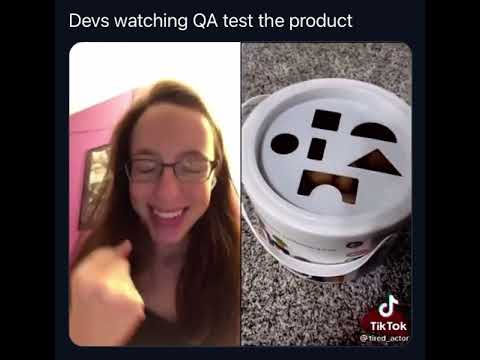 Devs watching QA test the product
TikTok
@tired_actor